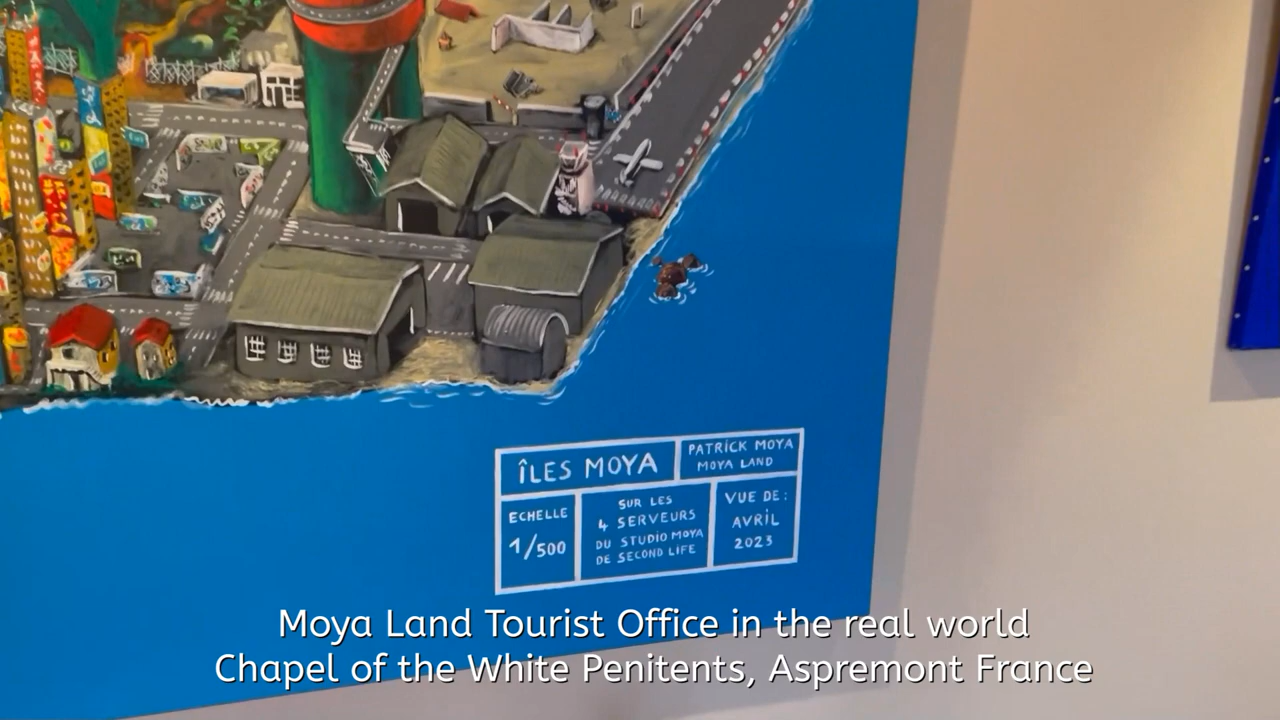 ÎLES MOYA
PATRICK MOYA
MOYA LAND
ECHELLE
1/500
SUR LES
4 SERVEURS
DU STUDIO MOYA
DE SECOND LIFE
VUE DE:
AVRIL
2023
Moya Land Tourist Office in the real world
Chapel of the White Penitents, Aspremont France